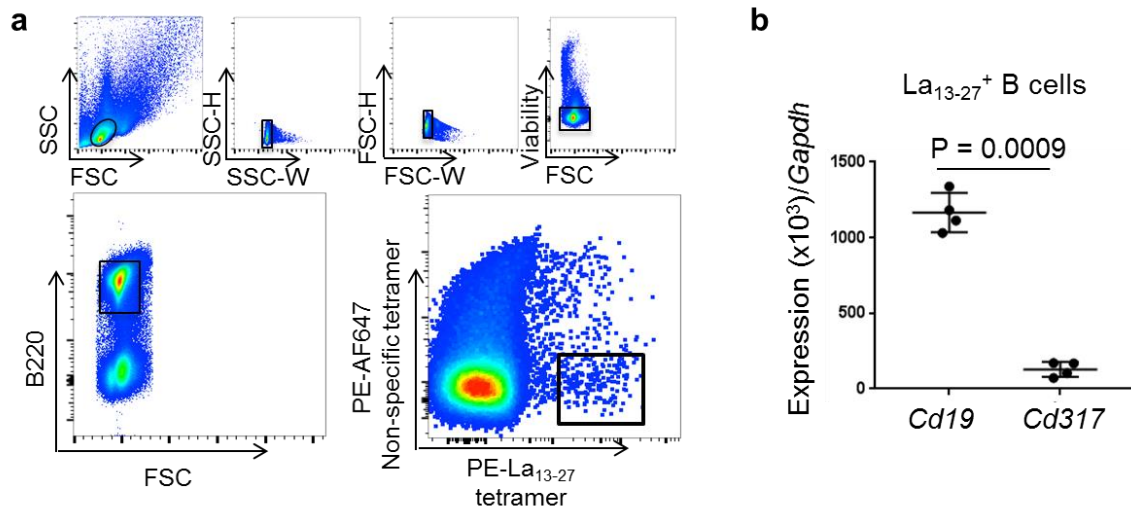 a
SSC
FSC
SSC-H
SSC-W
FSC-H
FSC-W
Viability
FSC
B220
FSC
PE-AF647
Non-specific tetramer
PE-La₁₃₋₂₇
tetramer
b
La₁₃₋₂₇⁺ B cells
P = 0.0009
Expression (x10³)/Gapdh
1500
1000
500
0
Cd19
Cd317